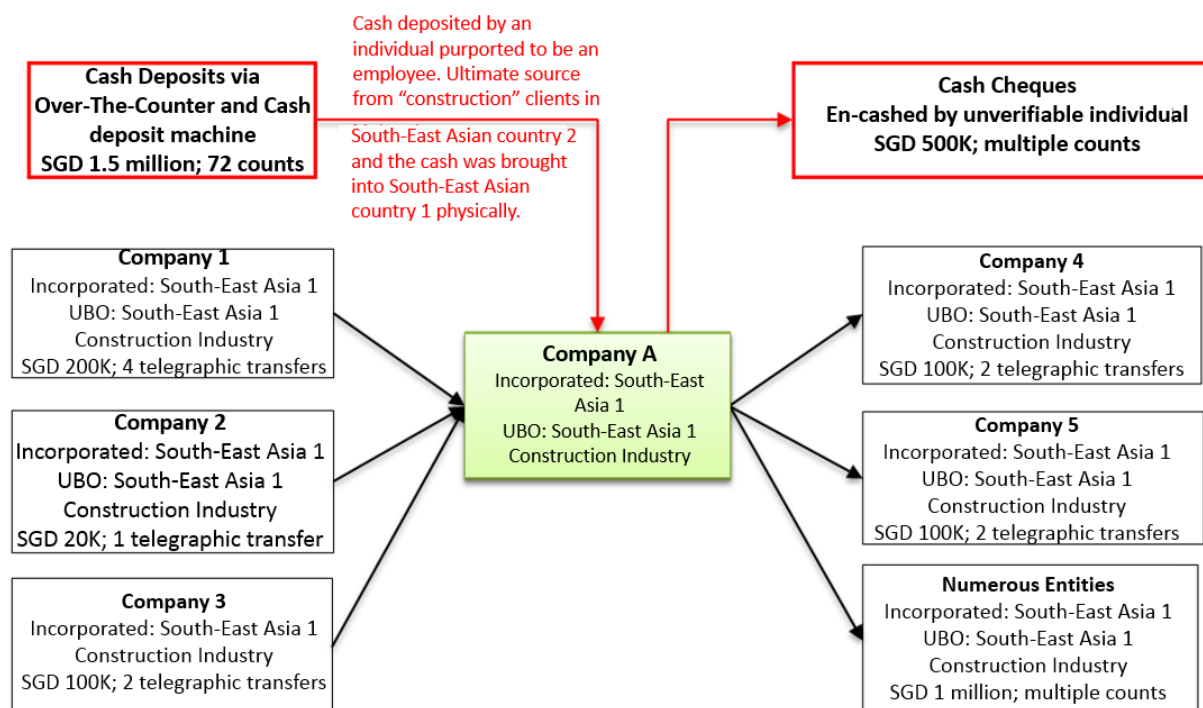 Cash Deposits via
Over-The-Counter and Cash
deposit machine
SGD 1.5 million; 72 counts
Cash deposited by an
individual purported to be an
employee. Ultimate source
from “construction” clients in
South-East Asian country 2
and the cash was brought
into South-East Asian
country 1 physically.
Cash Cheques
En-cashed by unverifiable individual
SGD 500K; multiple counts
Company 1
Incorporated: South-East Asia 1
UBO: South-East Asia 1
Construction Industry
SGD 200K; 4 telegraphic transfers
Company 2
Incorporated: South-East Asia 1
UBO: South-East Asia 1
Construction Industry
SGD 20K; 1 telegraphic transfer
Company 3
Incorporated: South-East Asia 1
Construction Industry
SGD 100K; 2 telegraphic transfers
Company A
Incorporated: South-East
Asia 1
UBO: South-East Asia 1
Construction Industry
Company 4
Incorporated: South-East Asia 1
UBO: South-East Asia 1
Construction Industry
SGD 100K; 2 telegraphic transfers
Company 5
Incorporated: South-East Asia 1
UBO: South-East Asia 1
Construction Industry
SGD 100K; 2 telegraphic transfers
Numerous Entities
Incorporated: South-East Asia 1
UBO: South-East Asia 1
Construction Industry
SGD 1 million; multiple counts